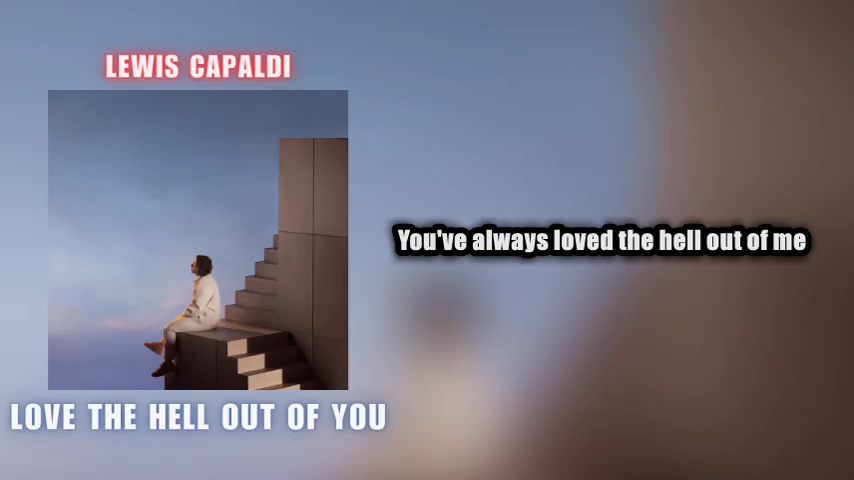 LEWIS CAPALDI
You've always loved the hell out of me
LOVE THE HELL OUT OF YOU